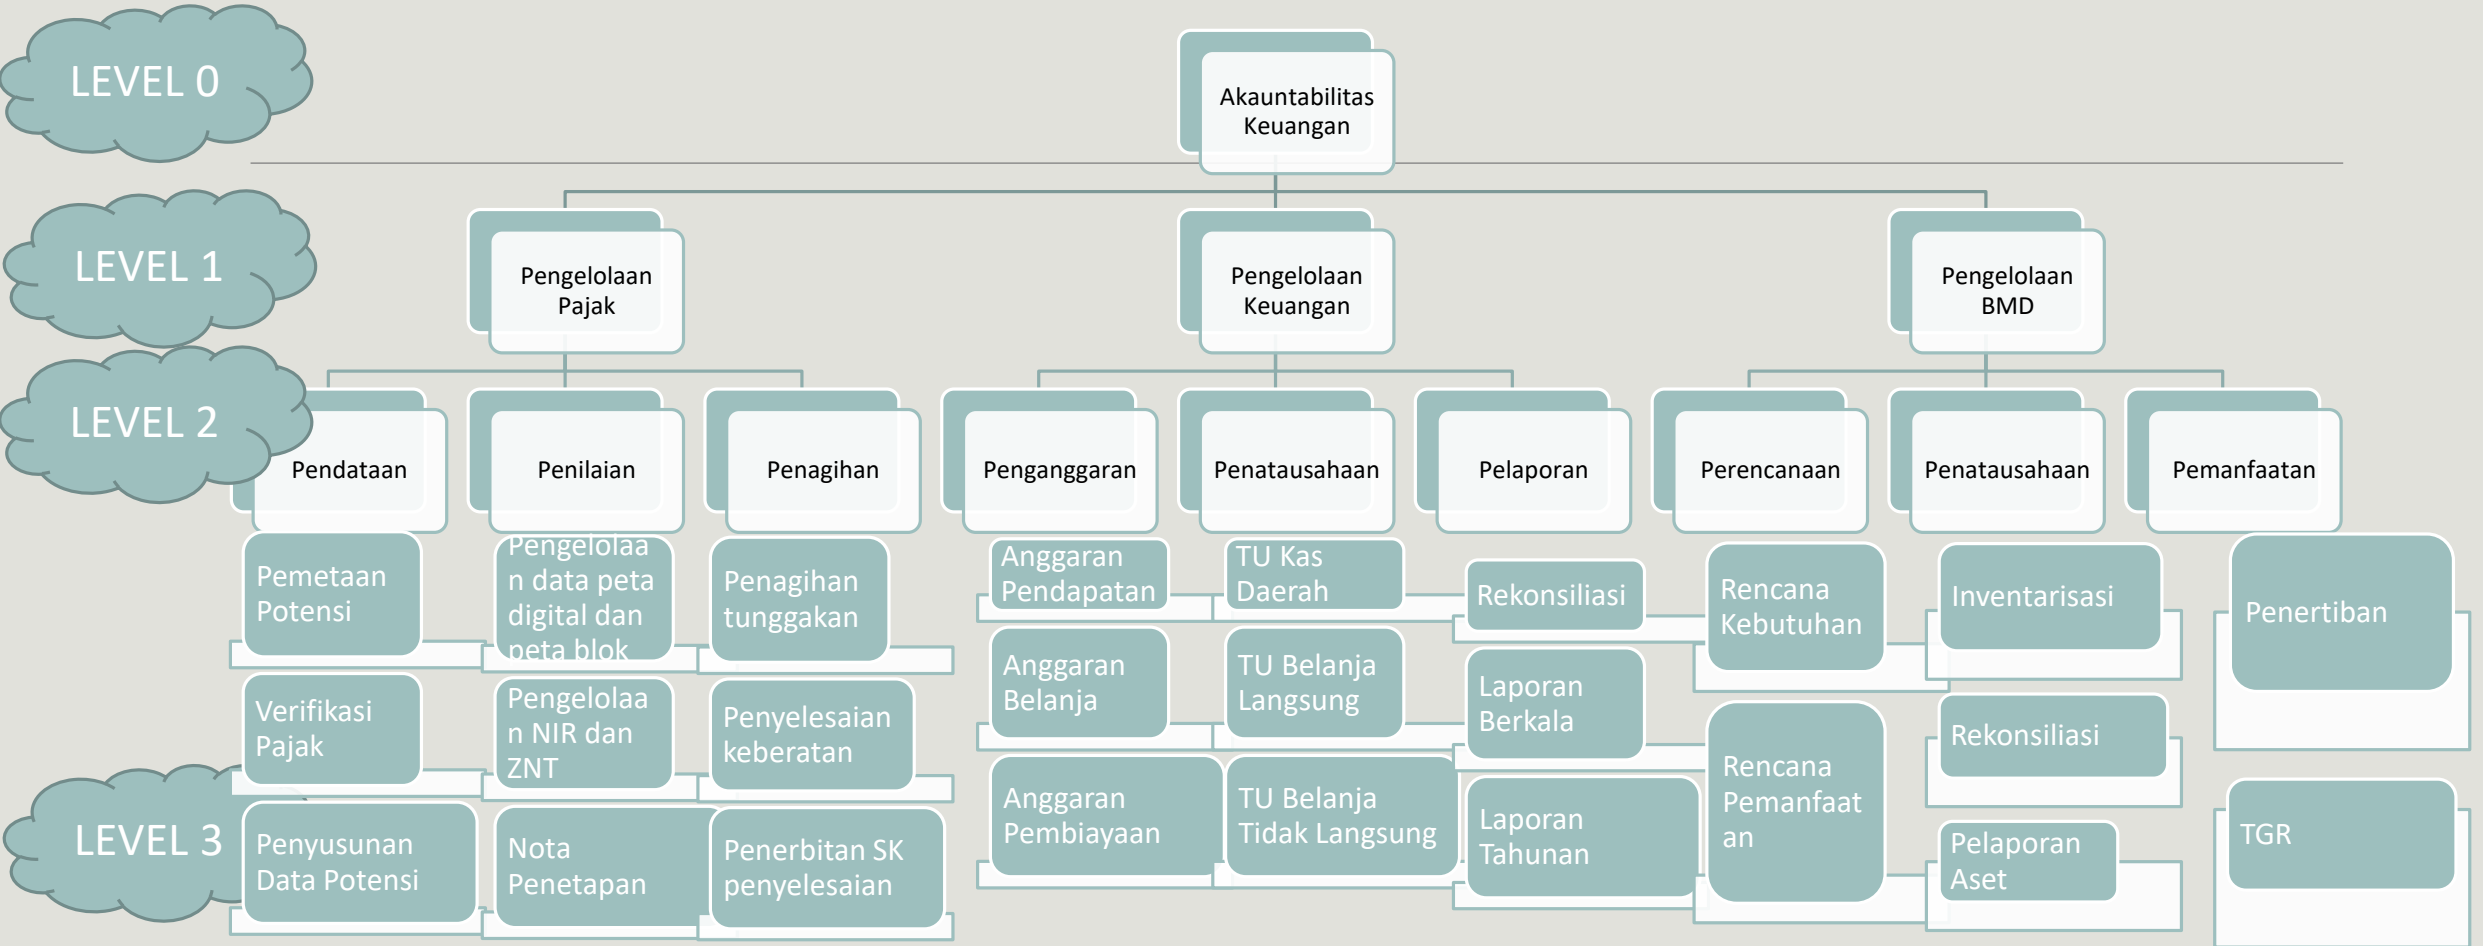 LEVEL 0
Akauntabilitas
Keuangan
LEVEL 1
Pengelolaan
Pajak
Pengelolaan
Keuangan
Pengelolaan
BMD
LEVEL 2
Pendataan
Penilaian
Penagihan
Penganggaran
Penatausahaan
Pelaporan
Perencanaan
Penatausahaan
Pemanfaatan
LEVEL 3
Pemetaan
Potensi
Verifikasi
Pajak
Penyusunan
Data Potensi
Pengelolaa
n data peta
digital dan
peta blok
Pengelolaa
n NIR dan
ZNT
Nota
Penetapan
Penagihan
tunggakan
Penyelesaian
keberatan
Penerbitan SK
penyelesaian
Anggaran
Pendapatan
Anggaran
Belanja
Anggaran
Pembiayaan
TU Kas
Daerah
TU Belanja
Langsung
TU Belanja
Tidak Langsung
Rekonsiliasi
Laporan
Berkala
Laporan
Tahunan
Rencana
Kebutuhan
Rencana
Pemanfaat
an
Inventarisasi
Rekonsiliasi
Pelaporan
Aset
Penertiban
TGR